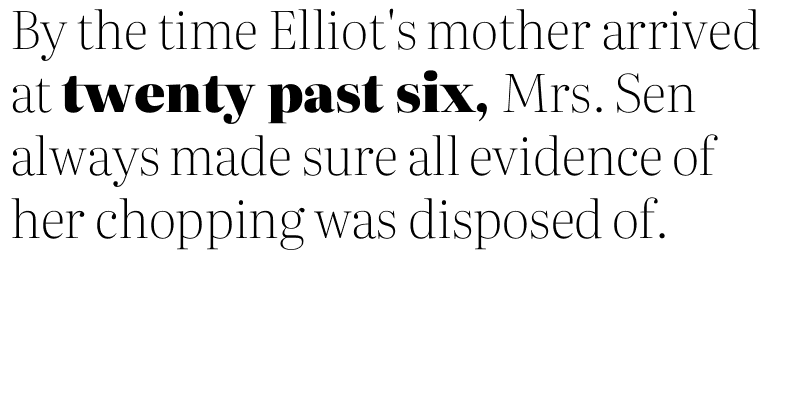 By the time Elliot's mother arrived
at twenty past six, Mrs. Sen
always made sure all evidence of
her chopping was disposed of.